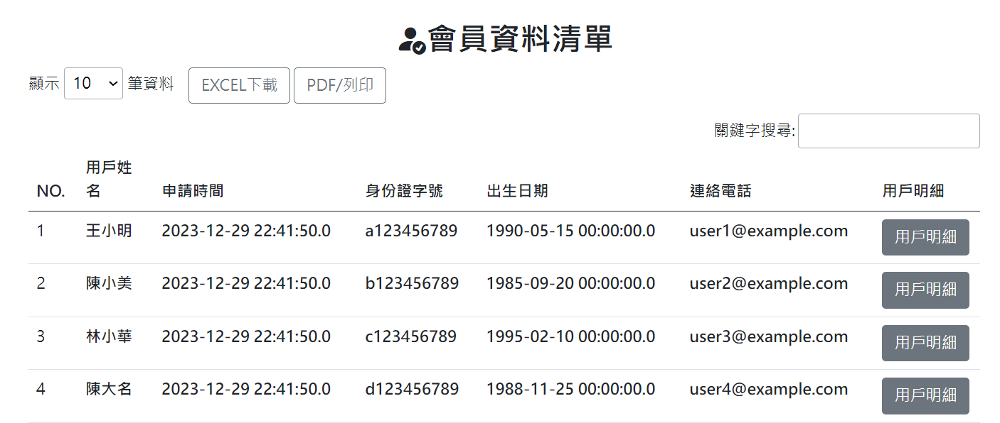 會員資料清單
顯示 10 筆資料 EXCEL下載 PDF/列印
關鍵字搜尋:
NO. 用戶姓名 申請時間 身份證字號 出生日期 連絡電話 用戶明細
1 王小明 2023-12-29 22:41:50.0 a123456789 1990-05-15 00:00:00.0 user1@example.com 用戶明細
2 陳小美 2023-12-29 22:41:50.0 b123456789 1985-09-20 00:00:00.0 user2@example.com 用戶明細
3 林小華 2023-12-29 22:41:50.0 c123456789 1995-02-10 00:00:00.0 user3@example.com 用戶明細
4 陳大名 2023-12-29 22:41:50.0 d123456789 1988-11-25 00:00:00.0 user4@example.com 用戶明細